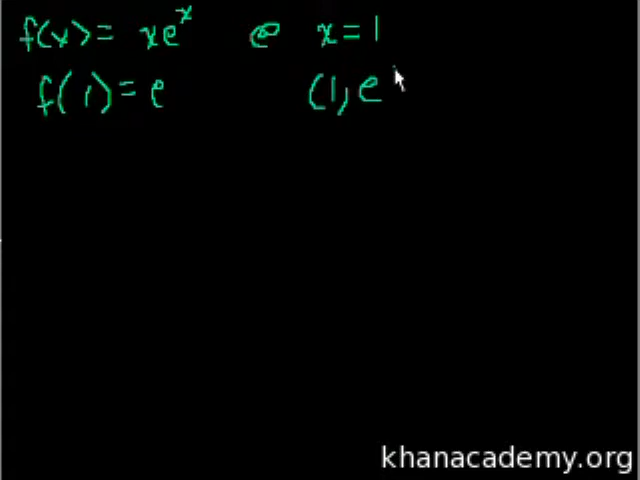 f(x) = xe^x @ x = 1
f(1) = e (1, e
khanacademy.org